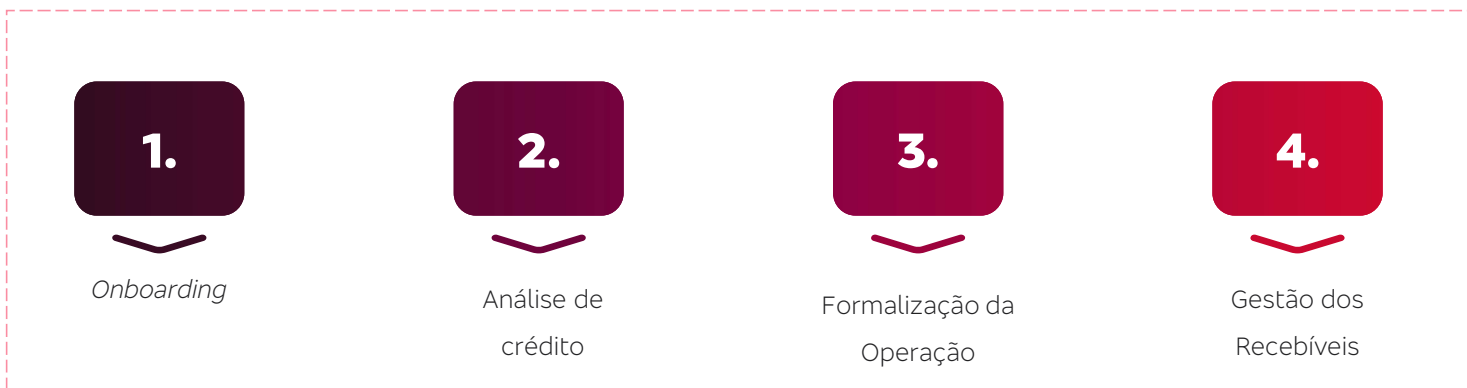 1.
2.
3.
4.
Onboarding
Análise de
crédito
Formalização da
Operação
Gestão dos
Recebíveis